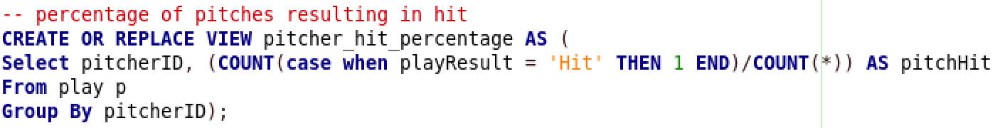 -- percentage of pitches resulting in hit
CREATE OR REPLACE VIEW pitcher_hit_percentage AS (
Select pitcherID, (COUNT(case when playResult = 'Hit' THEN 1 END)/COUNT(*)) AS pitchHit
From play p
Group By pitcherID);